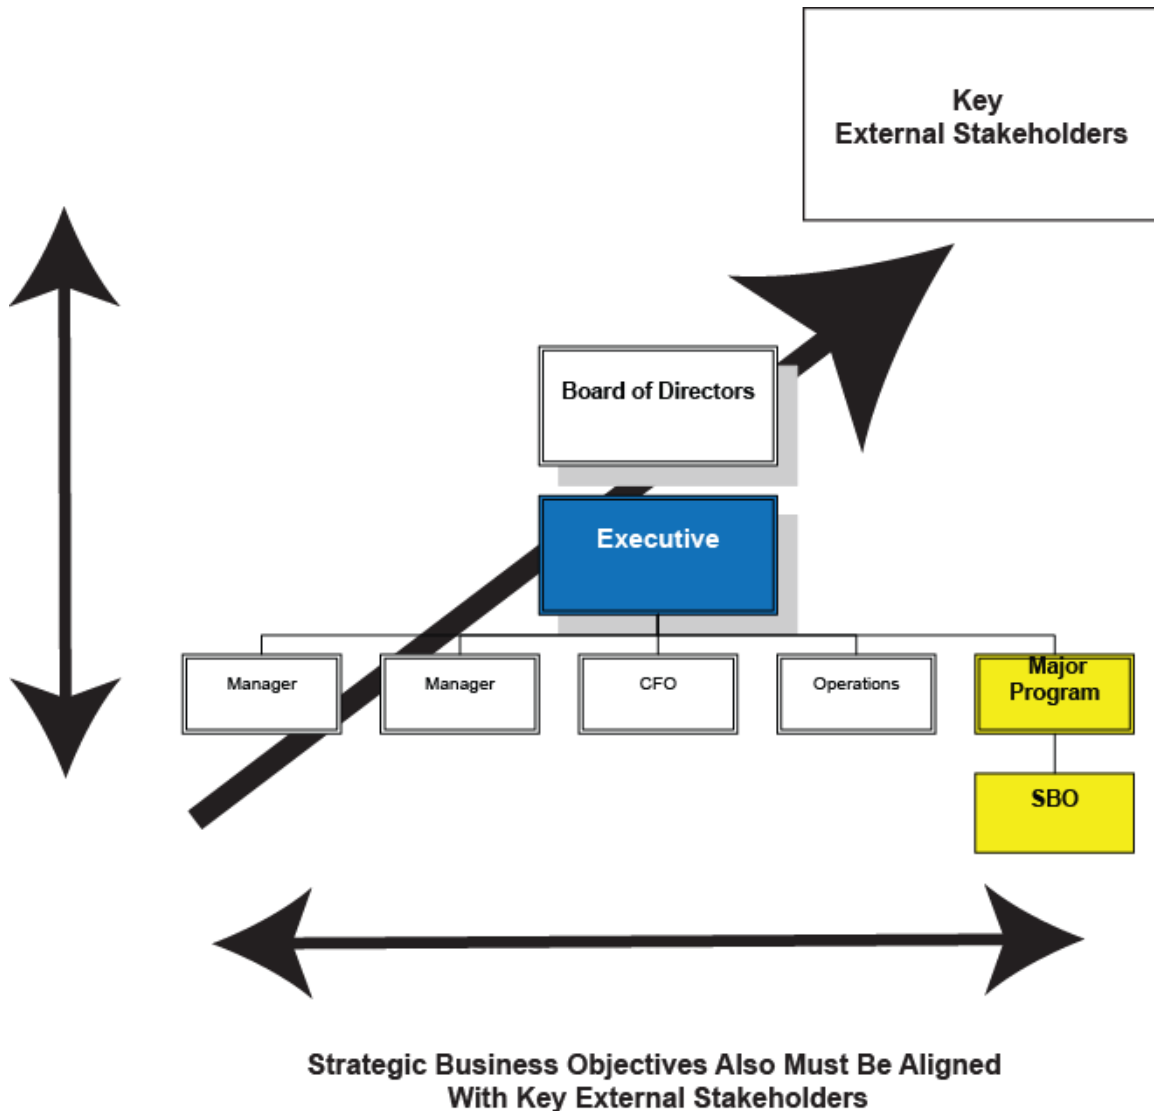 Key
External Stakeholders
Board of Directors
Executive
Manager
Manager
CFO
Operations
Major
Program
SBO
Strategic Business Objectives Also Must Be Aligned
With Key External Stakeholders